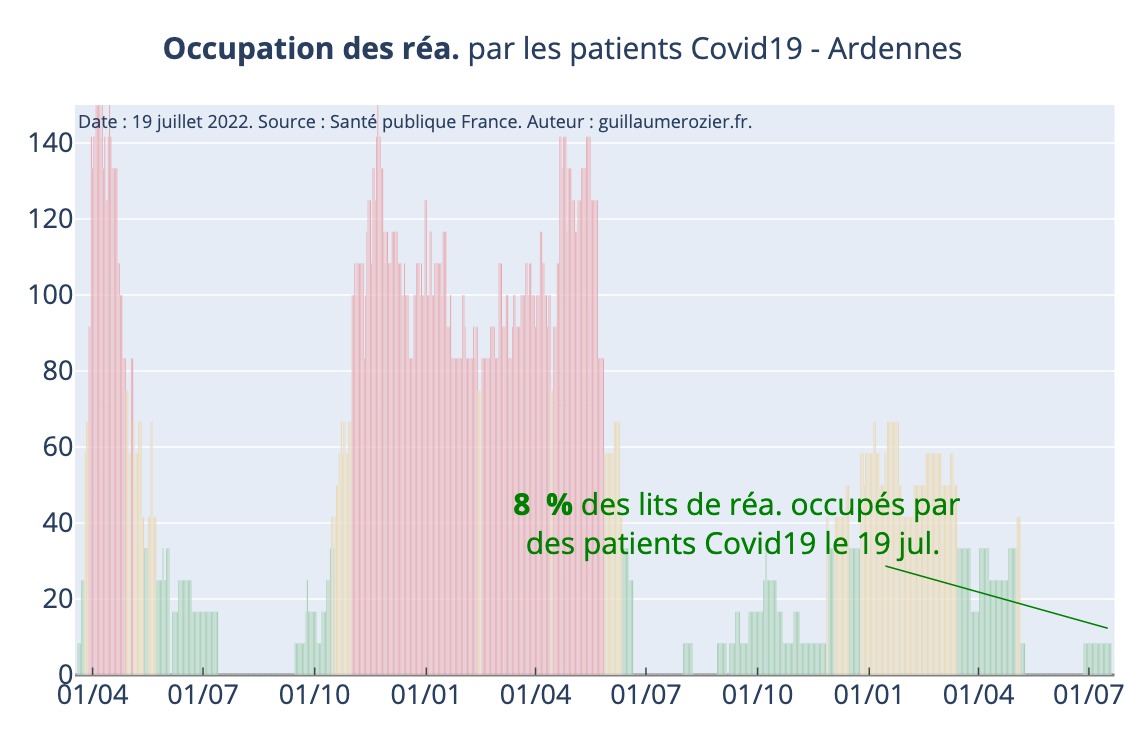 Occupation des réa. par les patients Covid19 - Ardennes
Date : 19 juillet 2022. Source : Santé publique France. Auteur : guillaumerozier.fr.
140
120
100
80
60
8 % des lits de réa. occupés par
des patients Covid19 le 19 jul.
40
20
0
01/04 01/07 01/10 01/01 01/04 01/07 01/10 01/01 01/04 01/07